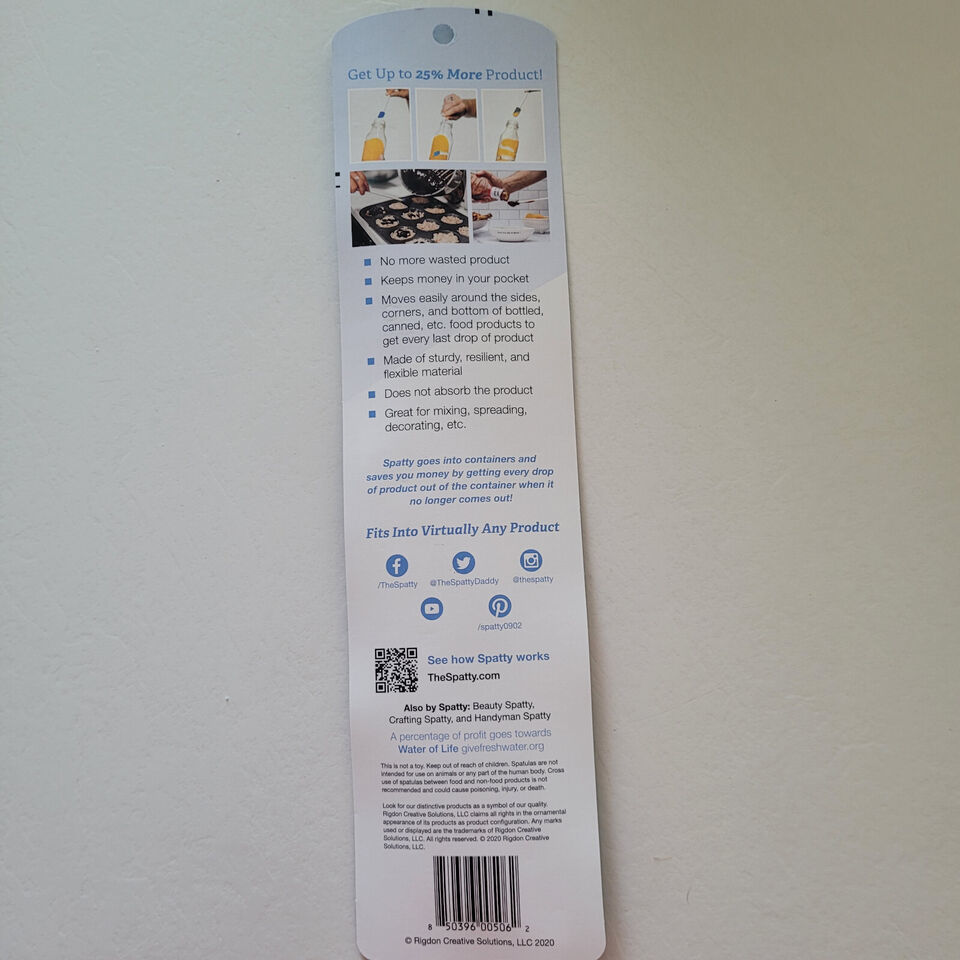 Get Up to 25% More Product!
No more wasted product
Keeps money in your pocket
Moves easily around the sides,
corners, and bottom of bottled,
canned, etc. food products to
get every last drop of product
Made of sturdy, resilient, and
flexible material
Does not absorb the product
Great for mixing, spreading,
decorating, etc.
Spatty goes into containers and
saves you money by getting every drop
of product out of the container when it
no longer comes out!
Fits Into Virtually Any Product
/TheSpatty @TheSpattyDaddy @thespatty
/spatty0902
See how Spatty works
TheSpatty.com
Also by Spatty: Beauty Spatty,
Crafting Spatty, and Handyman Spatty
A percentage of profit goes towards
Water of Life givefreshwater.org
This is not a toy. Keep out of reach of children. Spatulas are not
intended for use on animals or any part of the human body. Cross
use of spatulas between food and non-food products is not
recommended and could cause poisoning, injury, or death.
Look for our distinctive products as a symbol of our quality.
Rigdon Creative Solutions, LLC claims all rights in the ornamental
appearance of its products as product configuration. Any marks
used or displayed are the trademarks of Rigdon Creative
Solutions, LLC. All rights reserved. © 2020 Rigdon Creative
Solutions, LLC.
8 50396 00506 2
© Rigdon Creative Solutions, LLC 2020